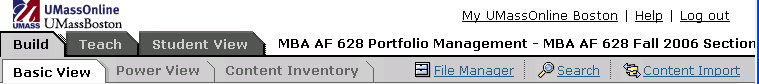 UMassOnline
UMASS UMassBoston
My UMassOnline Boston | Help | Log out
Build Teach Student View MBA AF 628 Portfolio Management - MBA AF 628 Fall 2006 Section
Basic View Power View Content Inventory File Manager Search Content Import